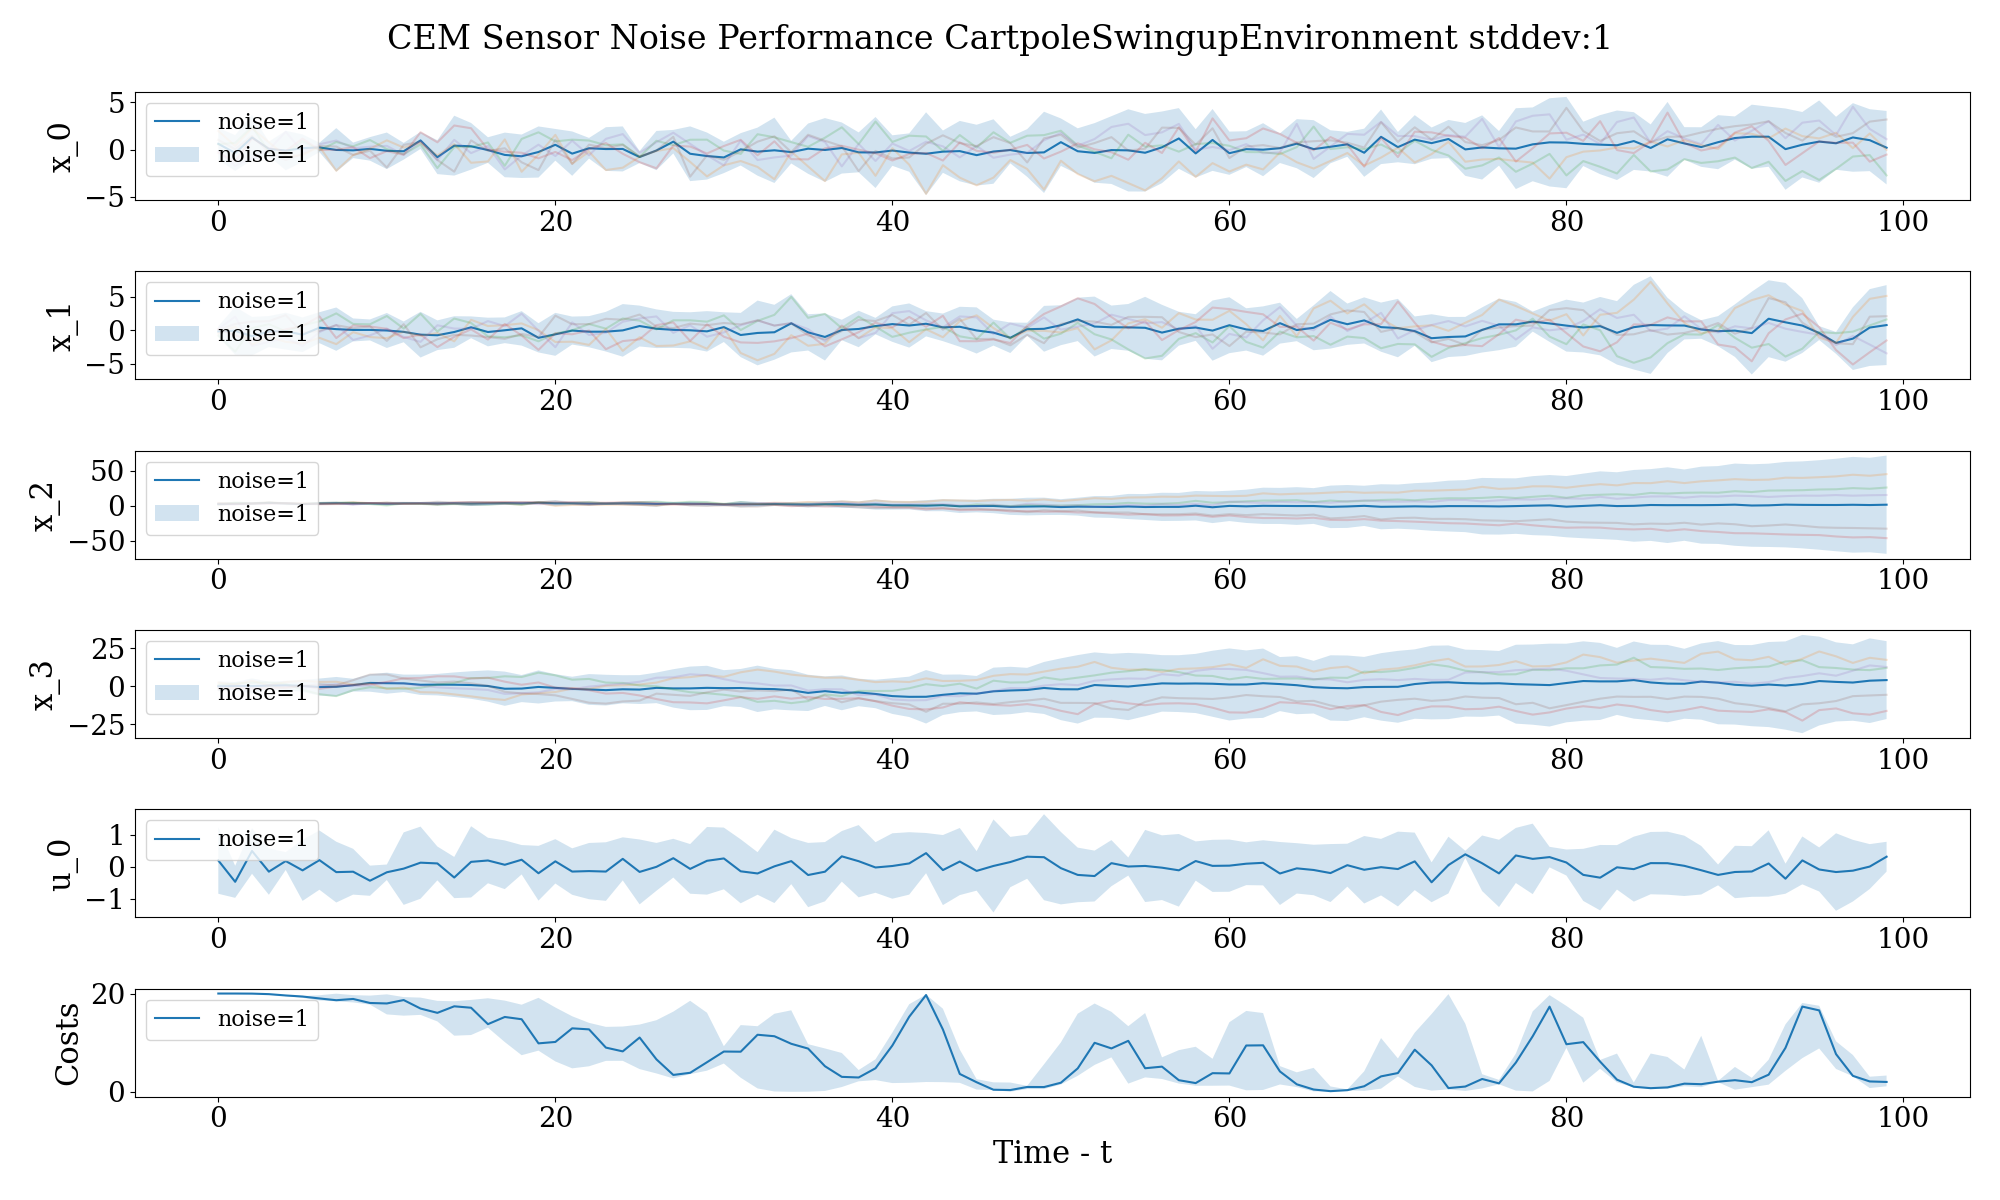 CEM Sensor Noise Performance CartpoleSwingupEnvironment stddev:1
x_0
5
0
−5
noise=1
noise=1
0 20 40 60 80 100
x_1
5
0
−5
noise=1
noise=1
0 20 40 60 80 100
x_2
50
0
−50
noise=1
noise=1
0 20 40 60 80 100
x_3
25
0
−25
noise=1
noise=1
0 20 40 60 80 100
u_0
1
0
−1
noise=1
0 20 40 60 80 100
Costs
20
0
noise=1
0 20 40 60 80 100
Time - t